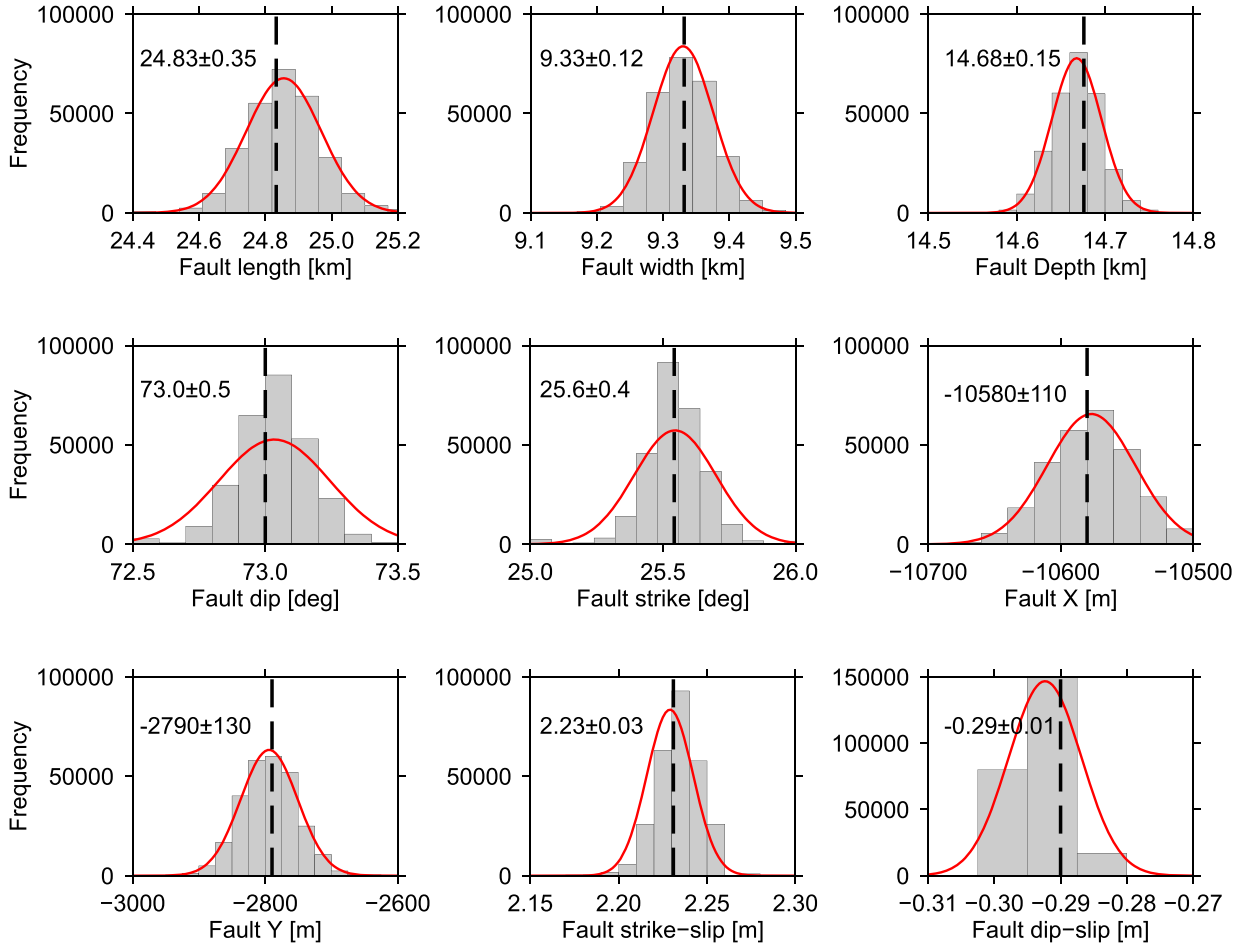 100000
50000
0
Frequency
24.83±0.35
24.4 24.6 24.8 25.0 25.2
Fault length [km]
100000
50000
0
9.33±0.12
9.1 9.2 9.3 9.4 9.5
Fault width [km]
100000
50000
0
14.68±0.15
14.5 14.6 14.7 14.8
Fault Depth [km]
100000
50000
0
Frequency
73.0±0.5
72.5 73.0 73.5
Fault dip [deg]
100000
50000
0
25.6±0.4
25.0 25.5 26.0
Fault strike [deg]
100000
50000
0
-10580±110
−10700 −10600 −10500
Fault X [m]
100000
50000
0
Frequency
-2790±130
−3000 −2800 −2600
Fault Y [m]
100000
50000
0
2.23±0.03
2.15 2.20 2.25 2.30
Fault strike−slip [m]
150000
100000
50000
0
-0.29±0.01
−0.31 −0.30 −0.29 −0.28 −0.27
Fault dip−slip [m]